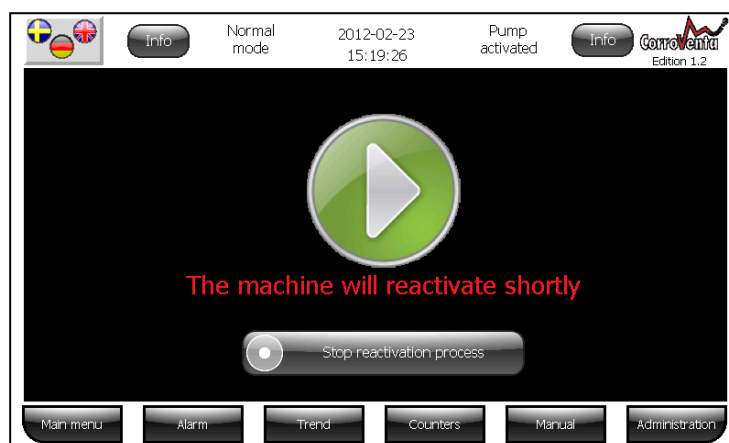 Info
Normal
mode
2012-02-23
15:19:26
Pump
activated
Info
CorroVenta
Edition 1.2
The machine will reactivate shortly
Stop reactivation process
Main menu
Alarm
Trend
Counters
Manual
Administration